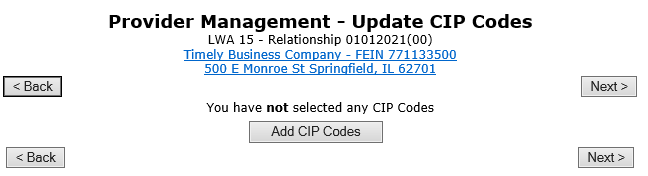 Provider Management - Update CIP Codes
LWA 15 - Relationship 01012021(00)
Timely Business Company - FEIN 771133500
500 E Monroe St Springfield, IL 62701
< Back
Next >
You have not selected any CIP Codes
Add CIP Codes
< Back
Next >